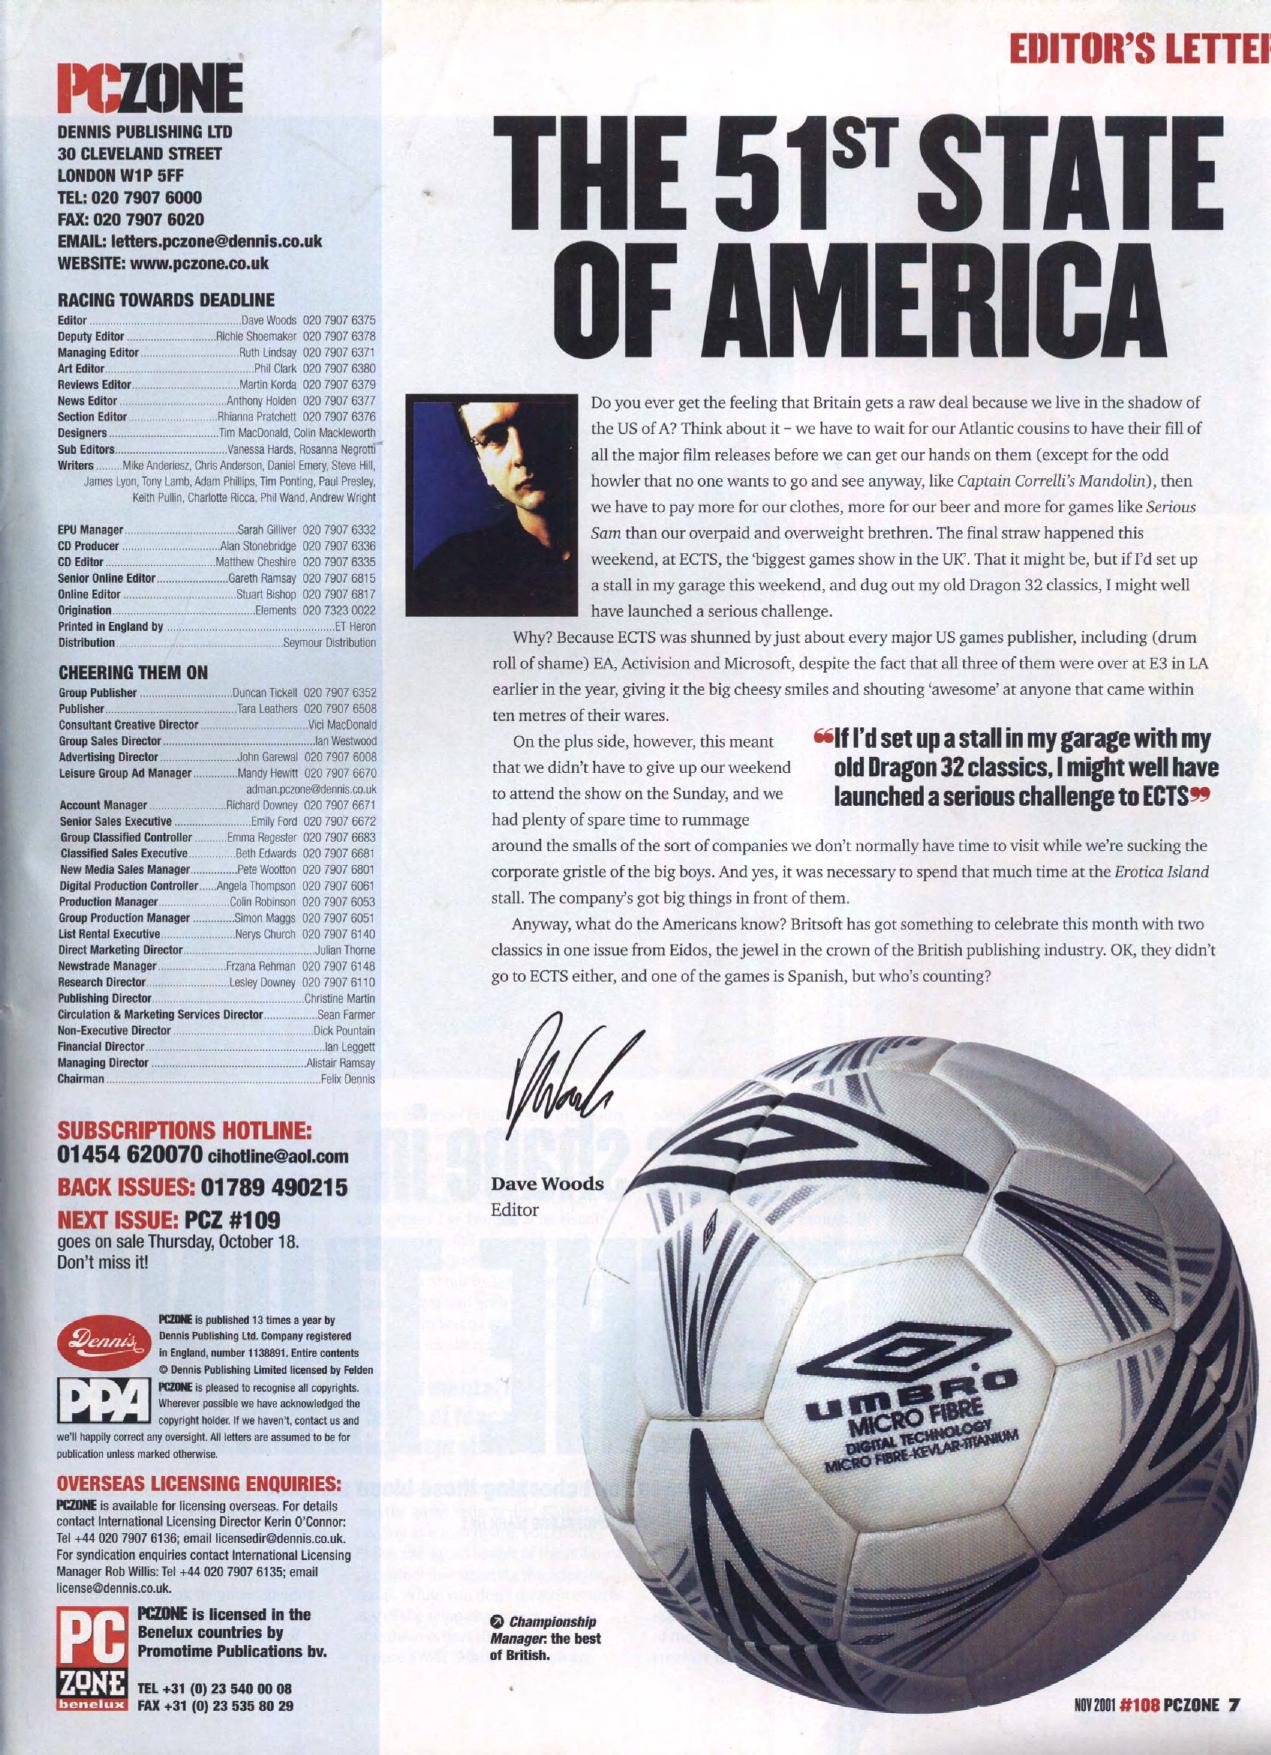 EDITOR'S LETTE
PCZONE
DENNIS PUBLISHING LTD
30 CLEVELAND STREET
LONDON W1P 5FF
TEL: 020 7907 6000
FAX: 020 7907 6020
EMAIL: letters.pczone@dennis.co.uk
WEBSITE: www.pczone.co.uk
RACING TOWARDS DEADLINE
Editor Dave Woods 020 7907 6375
Deputy Editor Richie Shoemaker 020 7907 6378
Managing Editor Ruth Lindsay 020 7907 6371
Art Editor Phil Clark 020 7907 6380
Reviews Editor Martin Korda 020 7907 6379
News Editor Anthony Holden 020 7907 6377
Section Editor Rhianna Pratchett 020 7907 6376
Designers Tim MacDonald, Colin Mackleworth
Sub Editors Vanessa Hards, Rosanna Negrotti
Writers Mike Anderiesz, Chris Anderson, Daniel Emery, Steve Hill,
James Lyon, Tony Lamb, Adam Phillips, Tim Ponting, Paul Presley,
Keith Pullin, Charlotte Ricca, Phil Wand, Andrew Wright
EPU Manager Sarah Gilliver 020 7907 6332
CD Producer Alan Stonebridge 020 7907 6336
CD Editor Matthew Cheshire 020 7907 6335
Senior Online Editor Gareth Ramsay 020 7907 6815
Online Editor Stuart Bishop 020 7907 6817
Origination Elements 020 7323 0022
Printed in England by ET Heron
Distribution Seymour Distribution
CHEERING THEM ON
Group Publisher Duncan Tickell 020 7907 6352
Publisher Tara Leathers 020 7907 6508
Consultant Creative Director Vici MacDonald
Group Sales Director Ian Westwood
Advertising Director John Garewal 020 7907 6008
Leisure Group Ad Manager Mandy Hewitt 020 7907 6670
adman.pczone@dennis.co.uk
Account Manager Richard Downey 020 7907 6671
Senior Sales Executive Emily Ford 020 7907 6672
Group Classified Controller Emma Regester 020 7907 6683
Classified Sales Executive Beth Edwards 020 7907 6681
New Media Sales Manager Pete Wootton 020 7907 6801
Digital Production Controller Angela Thompson 020 7907 6061
Production Manager Colin Robinson 020 7907 6053
Group Production Manager Simon Maggs 020 7907 6051
List Rental Executive Nerys Church 020 7907 6140
Direct Marketing Director Julian Thorne
Newstrade Manager Frzana Rehman 020 7907 6148
Research Director Lesley Downey 020 7907 6110
Publishing Director Christine Martin
Circulation & Marketing Services Director Sean Farmer
Non-Executive Director Dick Pountain
Financial Director Ian Leggett
Managing Director Alistair Ramsay
Chairman Felix Dennis
SUBSCRIPTIONS HOTLINE:
01454 620070 cihotline@aol.com
BACK ISSUES: 01789 490215
NEXT ISSUE: PCZ #109
goes on sale Thursday, October 18.
Don't miss it!
Dennis
PPA
PCZONE is published 13 times a year by
Dennis Publishing Ltd. Company registered
in England, number 1138891. Entire contents
© Dennis Publishing Limited licensed by Felden
PCZONE is pleased to recognise all copyrights.
Wherever possible we have acknowledged the
copyright holder. If we haven't, contact us and
we'll happily correct any oversight. All letters are assumed to be for
publication unless marked otherwise.
OVERSEAS LICENSING ENQUIRIES:
PCZONE is available for licensing overseas. For details
contact International Licensing Director Kerin O'Connor:
Tel +44 020 7907 6136; email licensedir@dennis.co.uk.
For syndication enquiries contact International Licensing
Manager Rob Willis: Tel +44 020 7907 6135; email
license@dennis.co.uk.
PC
ZONE
benelux
PCZONE is licensed in the
Benelux countries by
Promotime Publications bv.
TEL +31 (0) 23 540 00 08
FAX +31 (0) 23 535 80 29
THE 51ST STATE
OF AMERICA
Do you ever get the feeling that Britain gets a raw deal because we live in the shadow of
the US of A? Think about it – we have to wait for our Atlantic cousins to have their fill of
all the major film releases before we can get our hands on them (except for the odd
howler that no one wants to go and see anyway, like Captain Correlli's Mandolin), then
we have to pay more for our clothes, more for our beer and more for games like Serious
Sam than our overpaid and overweight brethren. The final straw happened this
weekend, at ECTS, the 'biggest games show in the UK'. That it might be, but if I'd set up
a stall in my garage this weekend, and dug out my old Dragon 32 classics, I might well
have launched a serious challenge.
Why? Because ECTS was shunned by just about every major US games publisher, including (drum
roll of shame) EA, Activision and Microsoft, despite the fact that all three of them were over at E3 in LA
earlier in the year, giving it the big cheesy smiles and shouting 'awesome' at anyone that came within
ten metres of their wares.
On the plus side, however, this meant
that we didn't have to give up our weekend
to attend the show on the Sunday, and we
had plenty of spare time to rummage
around the smalls of the sort of companies we don't normally have time to visit while we're sucking the
corporate gristle of the big boys. And yes, it was necessary to spend that much time at the Erotica Island
stall. The company's got big things in front of them.
Anyway, what do the Americans know? Britsoft has got something to celebrate this month with two
classics in one issue from Eidos, the jewel in the crown of the British publishing industry. OK, they didn't
go to ECTS either, and one of the games is Spanish, but who's counting?
“If I'd set up a stall in my garage with my
old Dragon 32 classics, I might well have
launched a serious challenge to ECTS”
DWoods
Dave Woods
Editor
UMBRO
MICRO FIBRE
DIGITAL TECHNOLOGY
MICRO FIBRE-KEVLAR-TITANIUM
Championship
Manager: the best
of British.
NOV 2001 #108 PCZONE 7